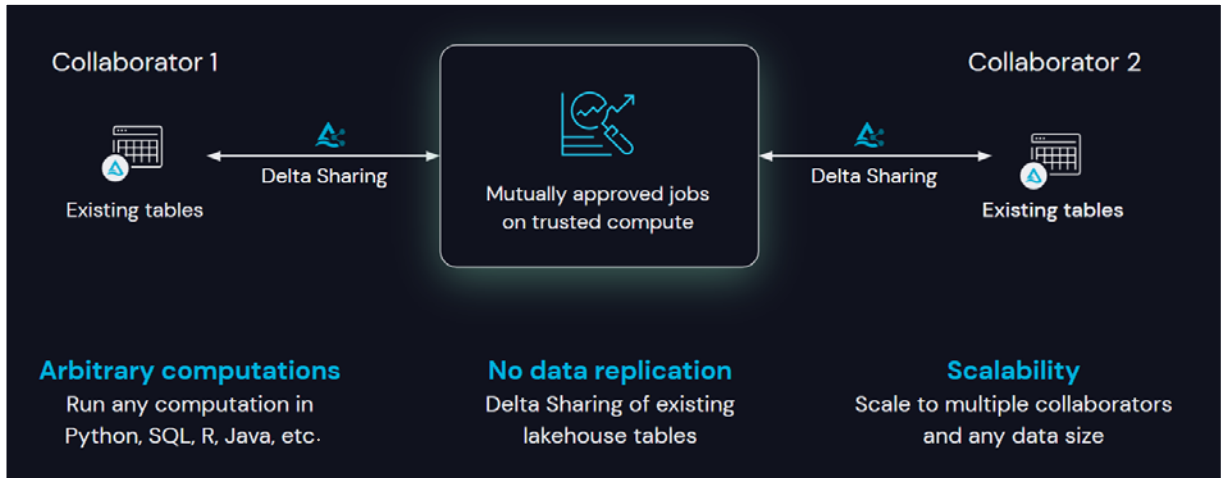 Collaborator 1
Collaborator 2
Delta Sharing
Delta Sharing
Existing tables
Mutually approved jobs
on trusted compute
Existing tables
Arbitrary computations
Run any computation in
Python, SQL, R, Java, etc.
No data replication
Delta Sharing of existing
lakehouse tables
Scalability
Scale to multiple collaborators
and any data size